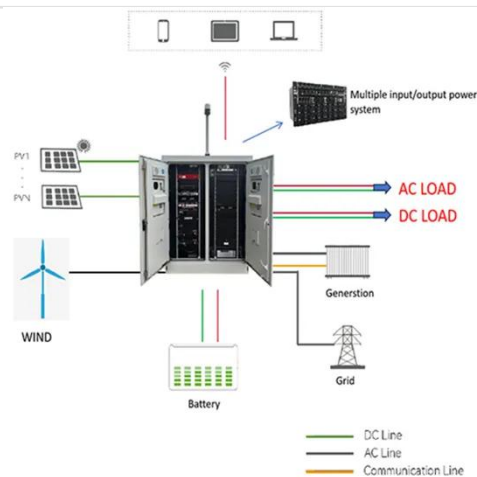 Multiple input/output power
system
PV1
PVN
AC LOAD
DC LOAD
WIND
Generstion
Grid
Battery
DC Line
AC Line
Communication Line